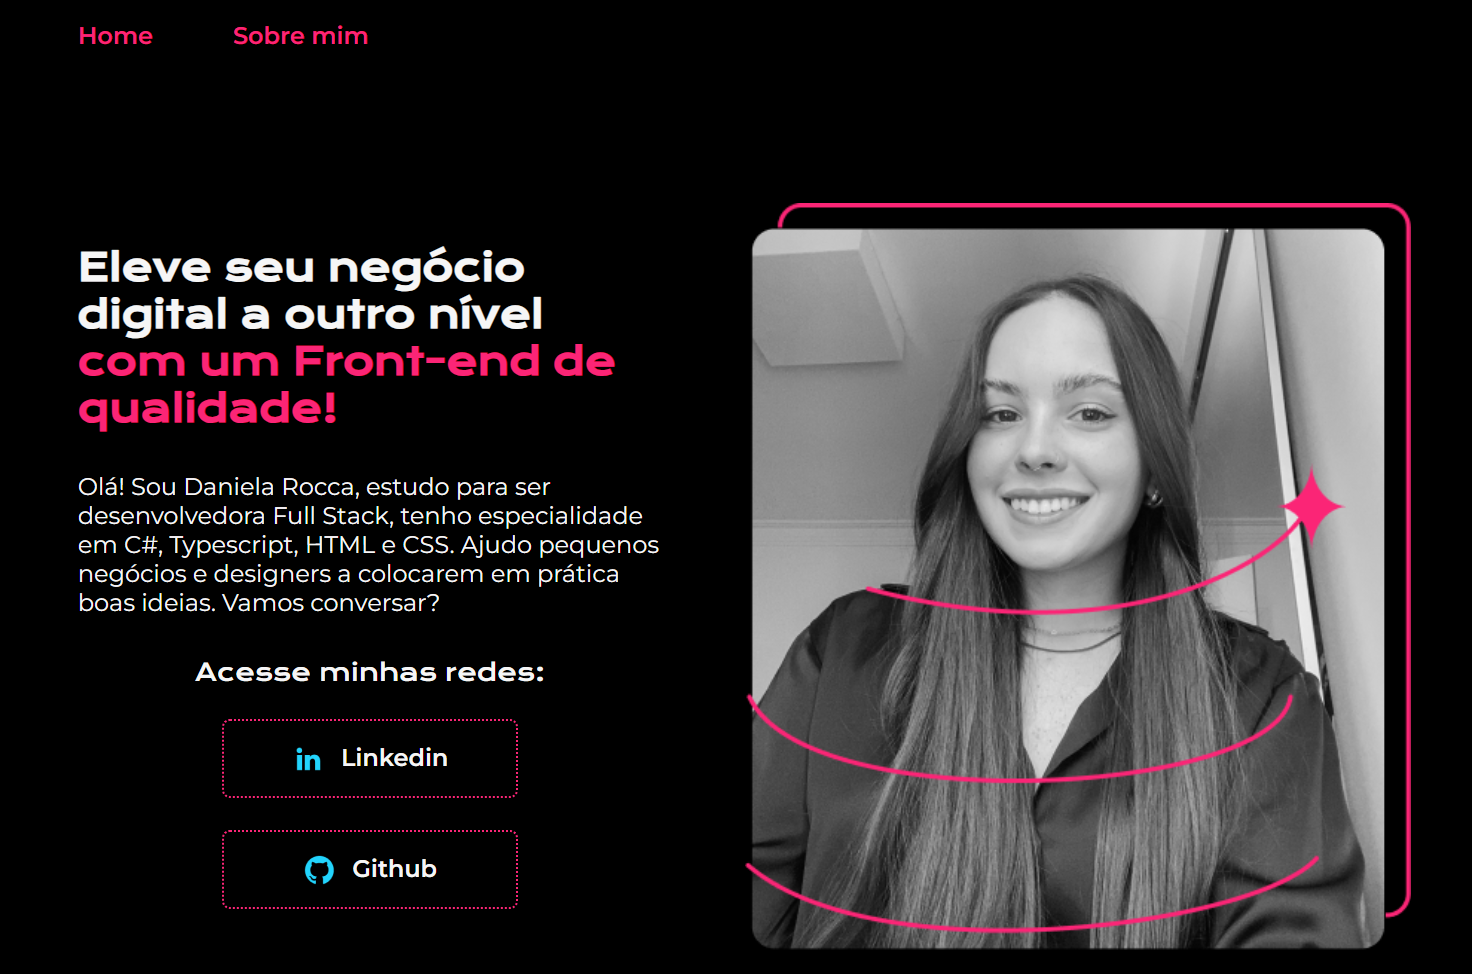 Home Sobre mim
Eleve seu negócio
digital a outro nível
com um Front-end de
qualidade!
Olá! Sou Daniela Rocca, estudo para ser
desenvolvedora Full Stack, tenho especialidade
em C#, Typescript, HTML e CSS. Ajudo pequenos
negócios e designers a colocarem em prática
boas ideias. Vamos conversar?
Acesse minhas redes:
Linkedin
Github